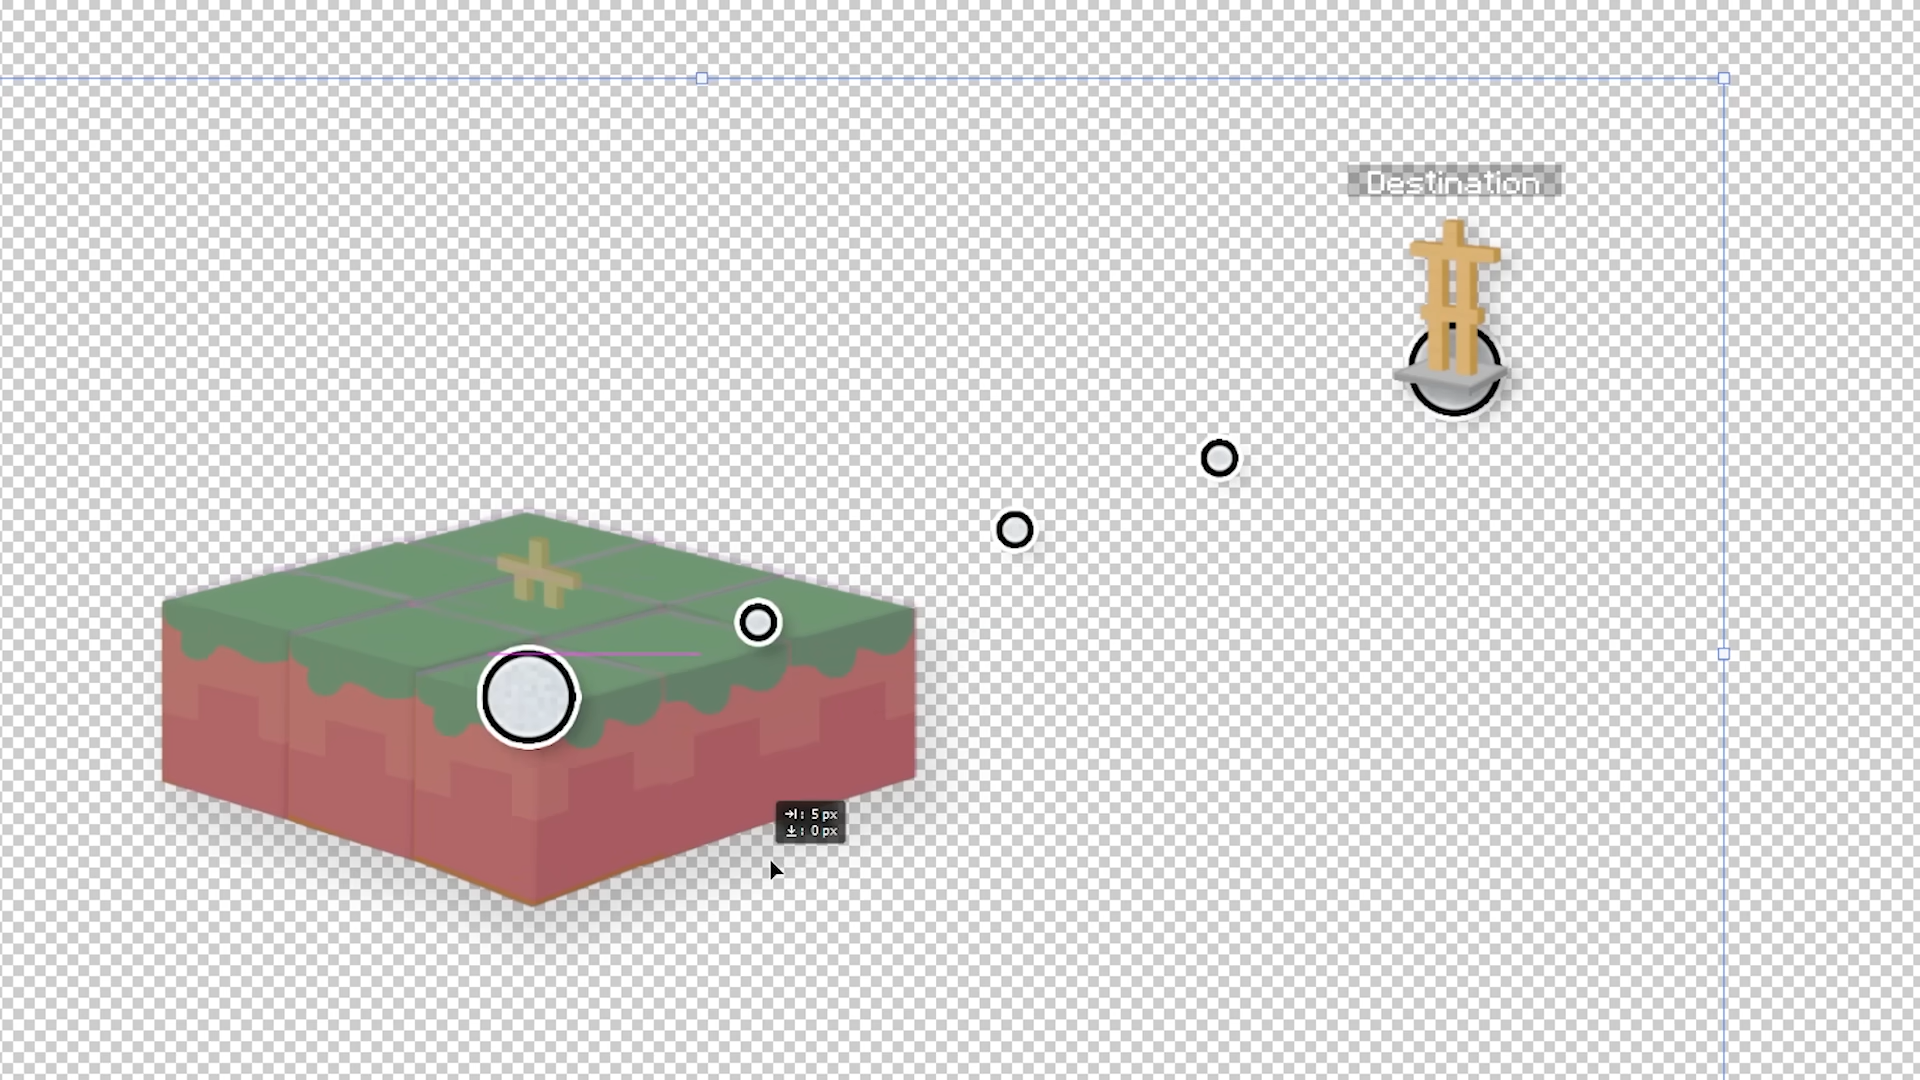 Destination
→|: 5 px
↓: 0 px